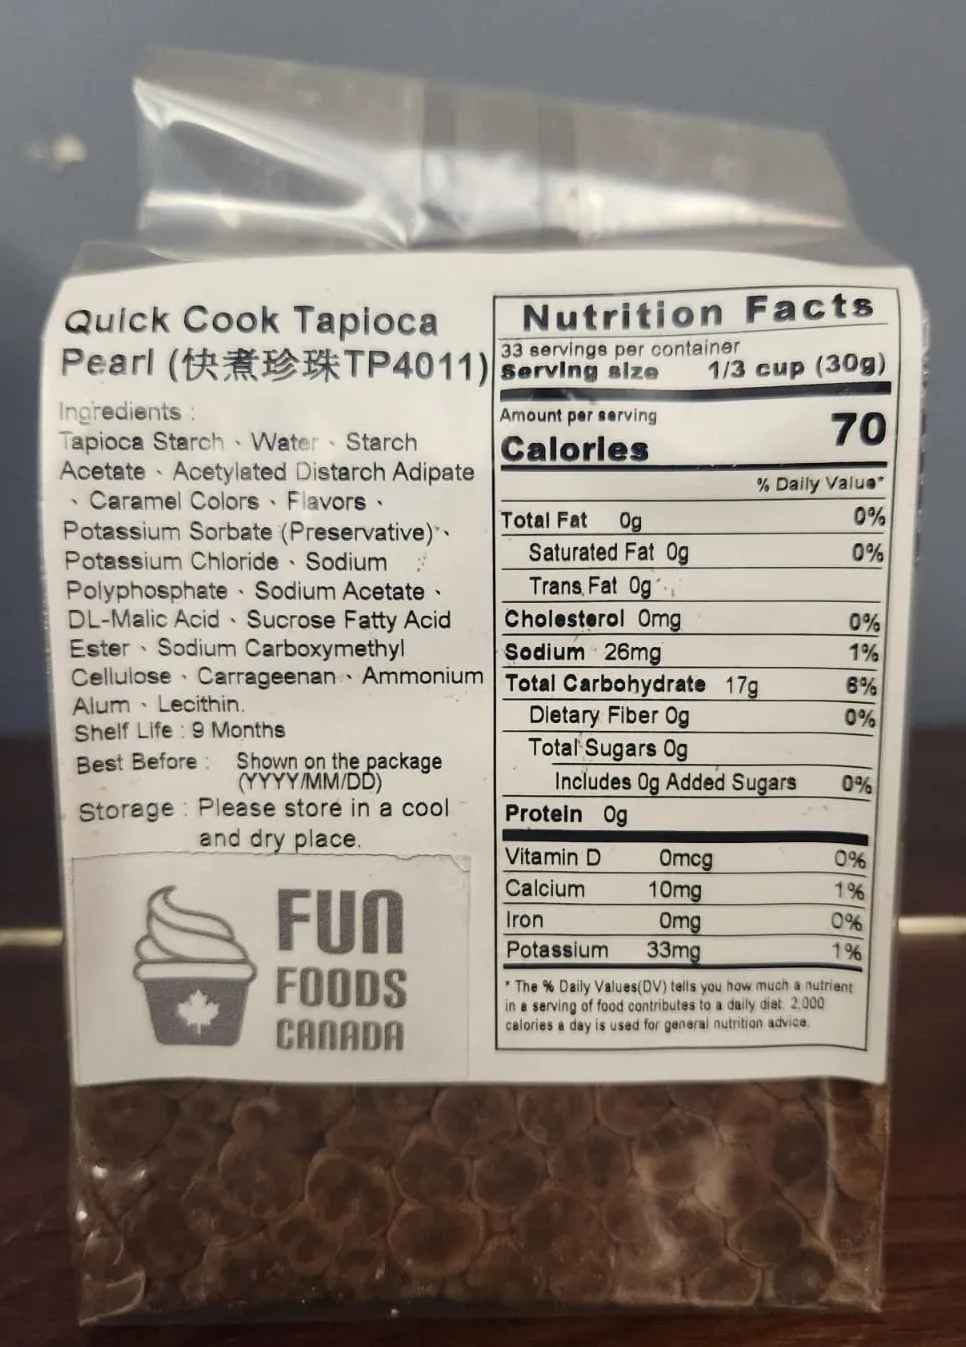 Quick Cook Tapioca
Pearl (快煮珍珠TP4011)
Ingredients :
Tapioca Starch、Water、Starch
Acetate、Acetylated Distarch Adipate
、Caramel Colors、Flavors、
Potassium Sorbate (Preservative)、
Potassium Chloride、Sodium
Polyphosphate、Sodium Acetate、
DL-Malic Acid、Sucrose Fatty Acid
Ester、Sodium Carboxymethyl
Cellulose、Carrageenan、Ammonium
Alum、Lecithin.
Shelf Life : 9 Months
Best Before : Shown on the package
(YYYY/MM/DD)
Storage : Please store in a cool
and dry place.
FUN
FOODS
CANADA
Nutrition Facts
33 servings per container
Serving size 1/3 cup (30g)
Amount per serving
Calories 70
% Daily Value*
Total Fat 0g 0%
Saturated Fat 0g 0%
Trans Fat 0g
Cholesterol 0mg 0%
Sodium 26mg 1%
Total Carbohydrate 17g 6%
Dietary Fiber 0g 0%
Total Sugars 0g
Includes 0g Added Sugars 0%
Protein 0g
Vitamin D 0mcg 0%
Calcium 10mg 1%
Iron 0mg 0%
Potassium 33mg 1%
* The % Daily Values(DV) tells you how much a nutrient
in a serving of food contributes to a daily diet. 2,000
calories a day is used for general nutrition advice.